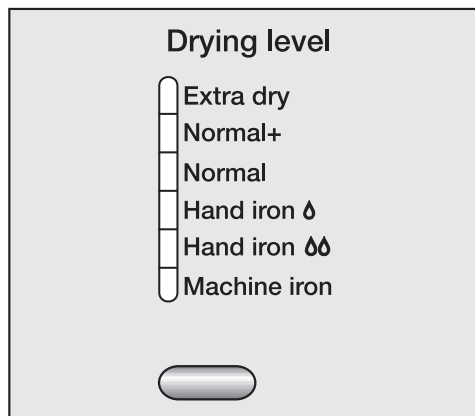 Drying level
Extra dry
Normal+
Normal
Hand iron 💧
Hand iron 💧💧
Machine iron